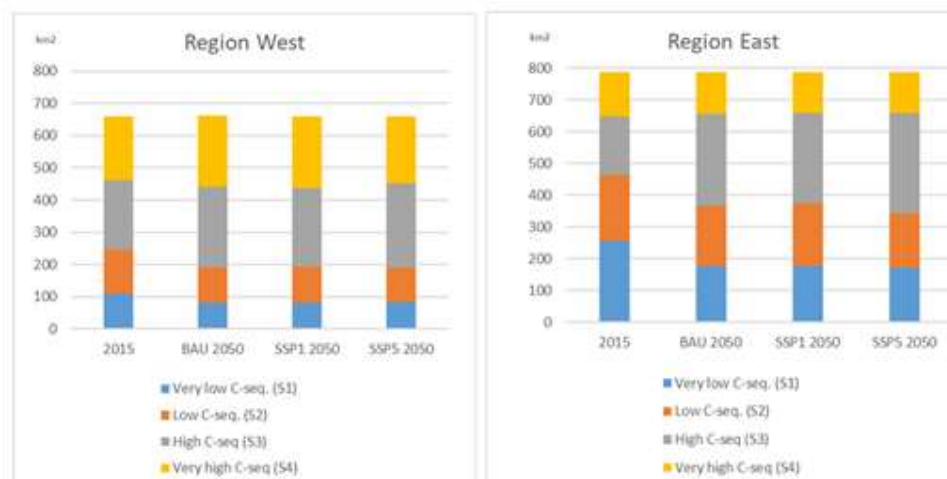 km2
Region West
800
700
600
500
400
300
200
100
0
2015 BAU 2050 SSP1 2050 SSP5 2050
Very low C-seq. (S1)
Low C-seq. (S2)
High C-seq (S3)
Very high C-seq (S4)
km2
Region East
800
700
600
500
400
300
200
100
0
2015 BAU 2050 SSP1 2050 SSP5 2050
Very low C-seq. (S1)
Low C-seq. (S2)
High C-seq (S3)
Very high C-seq (S4)